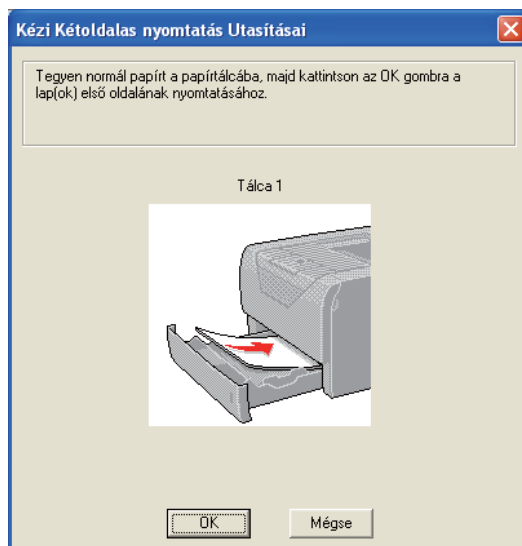 Kézi Kétoldalas nyomtatás Utasításai
Tegyen normál papírt a papírtálcába, majd kattintson az OK gombra a
lap(ok) első oldalának nyomtatásához.
Tálca 1
OK
Mégse